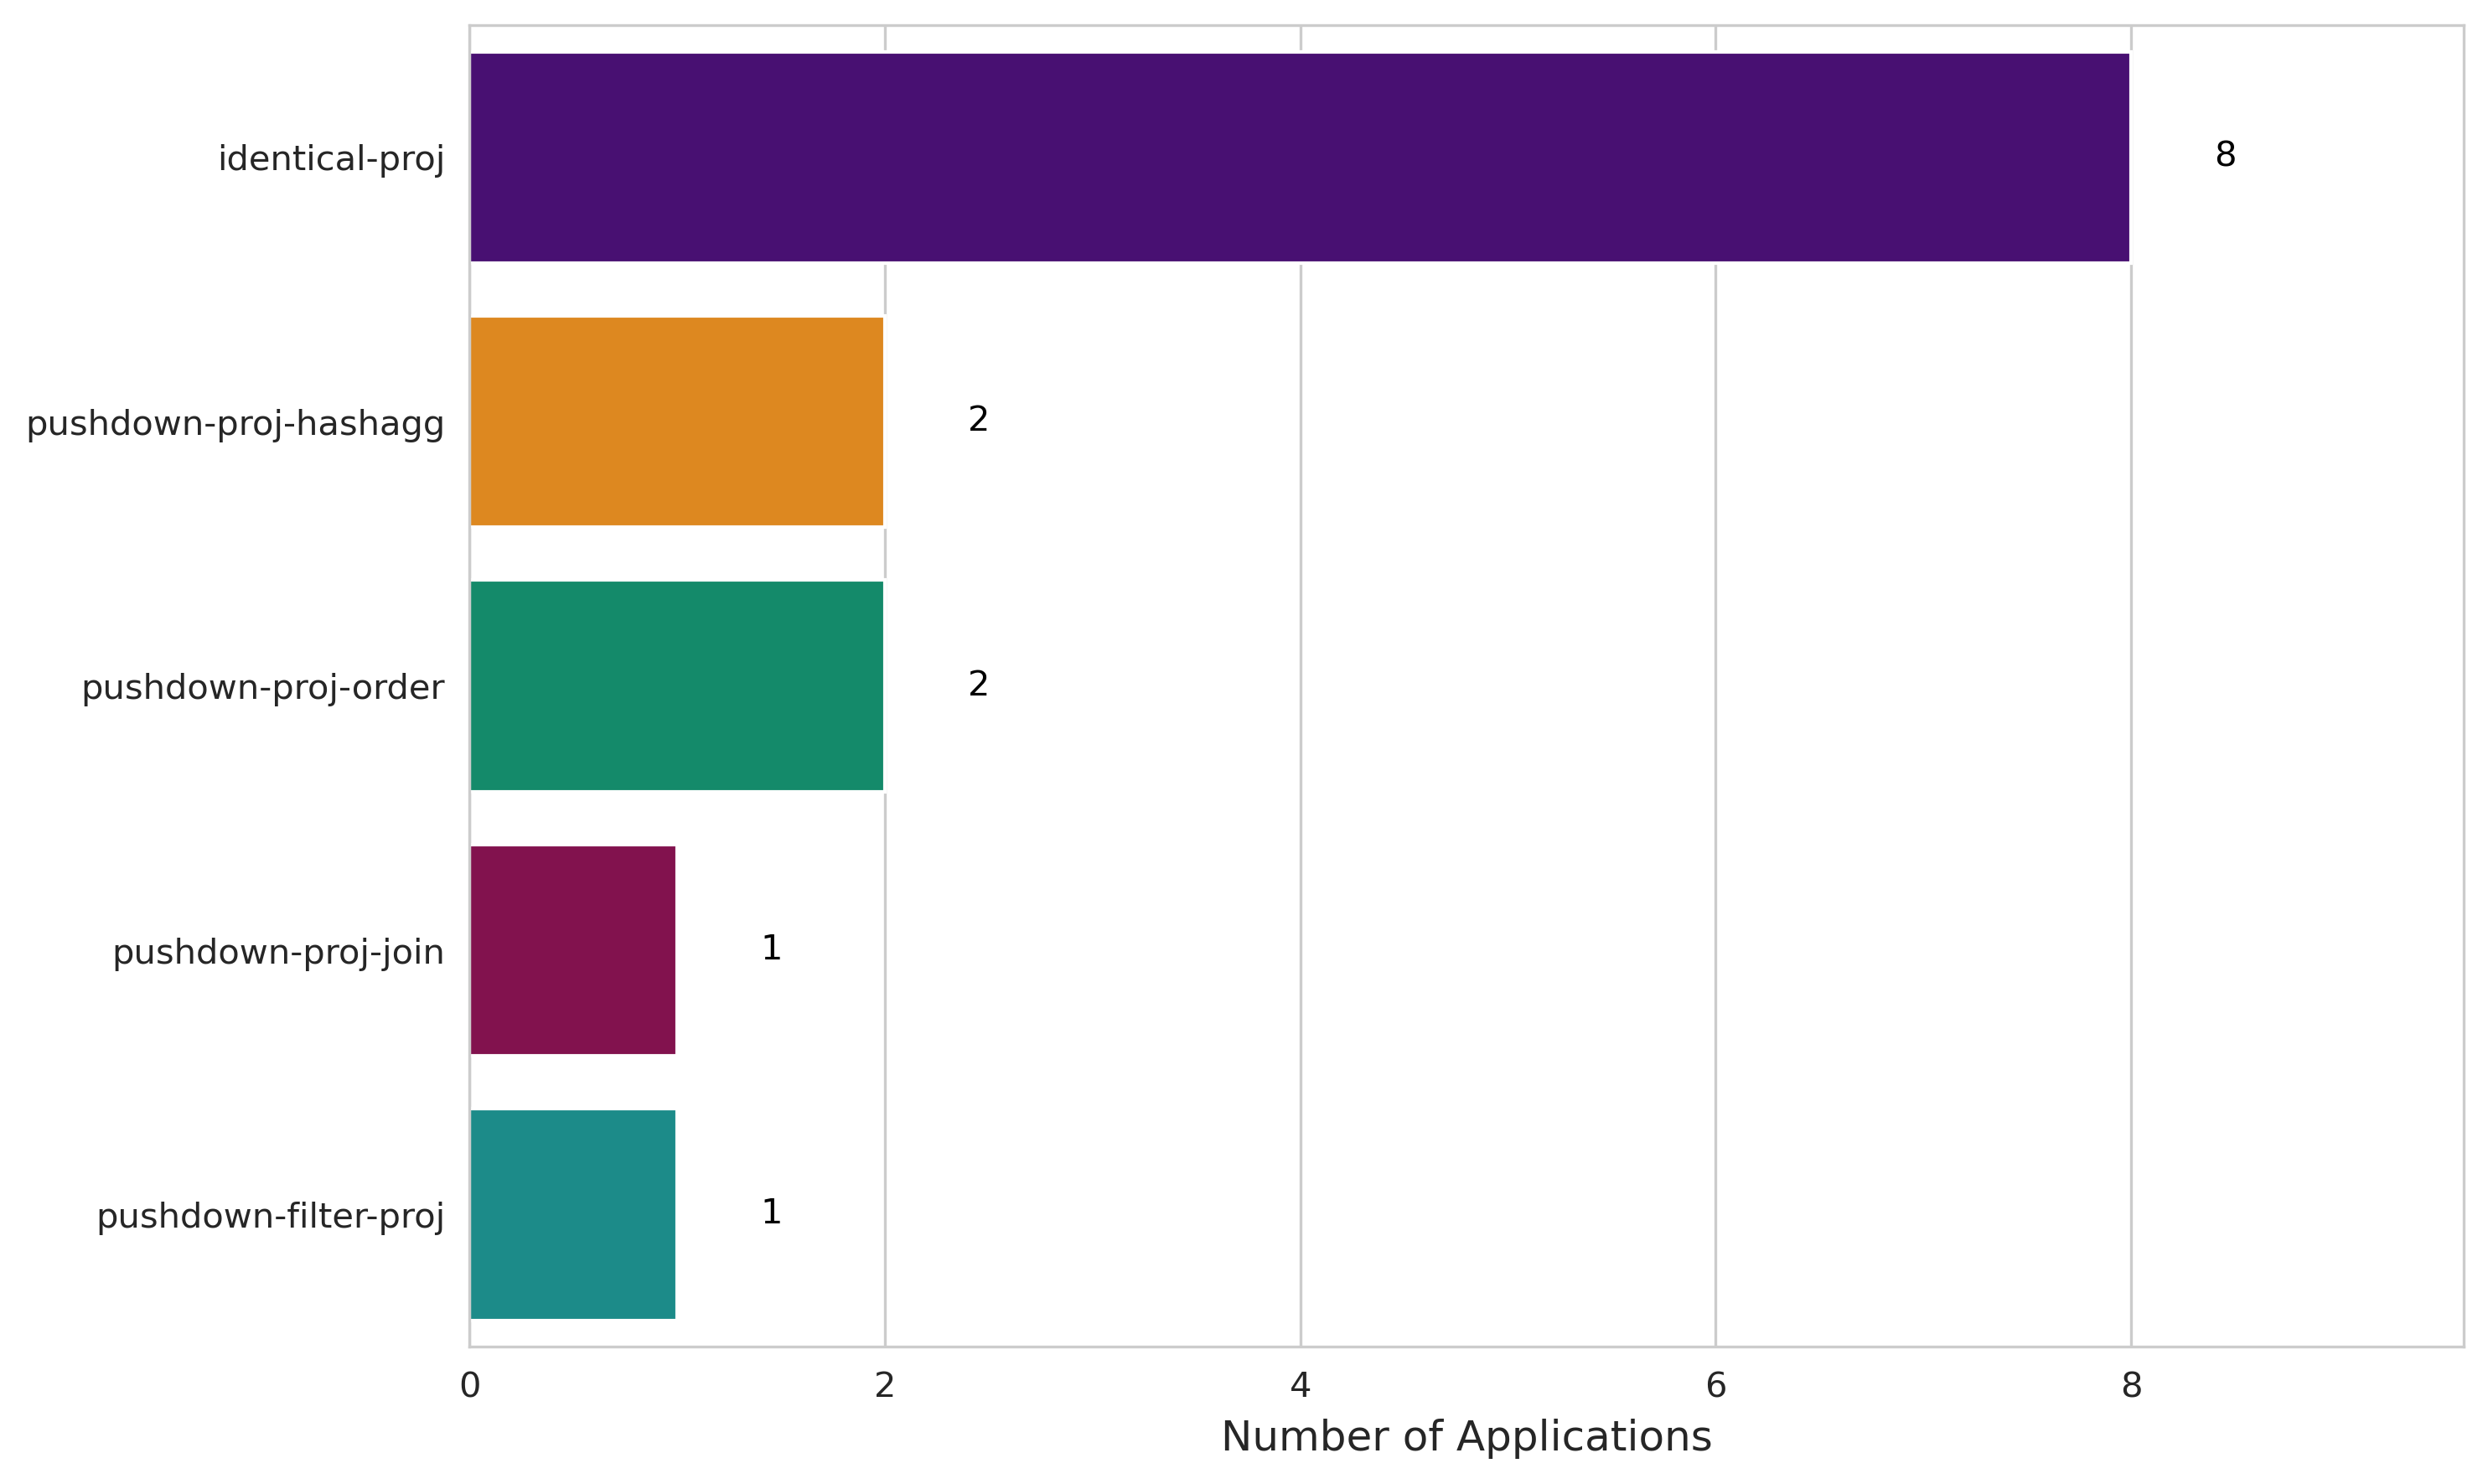 identical-proj
8
pushdown-proj-hashagg
2
pushdown-proj-order
2
pushdown-proj-join
1
pushdown-filter-proj
1
0 2 4 6 8
Number of Applications